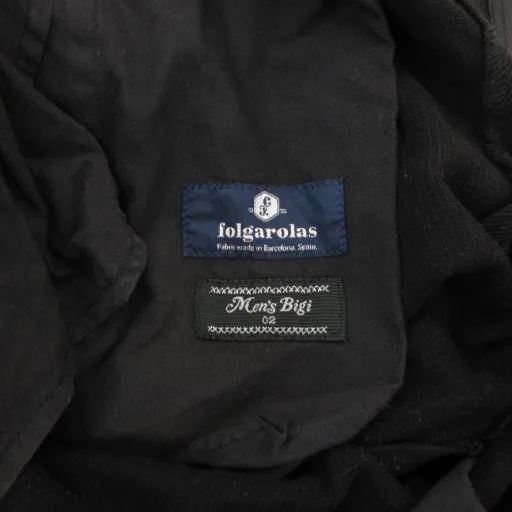 folgarolas
Fabric made in Barcelona. Spain.
Men's Bigi
02